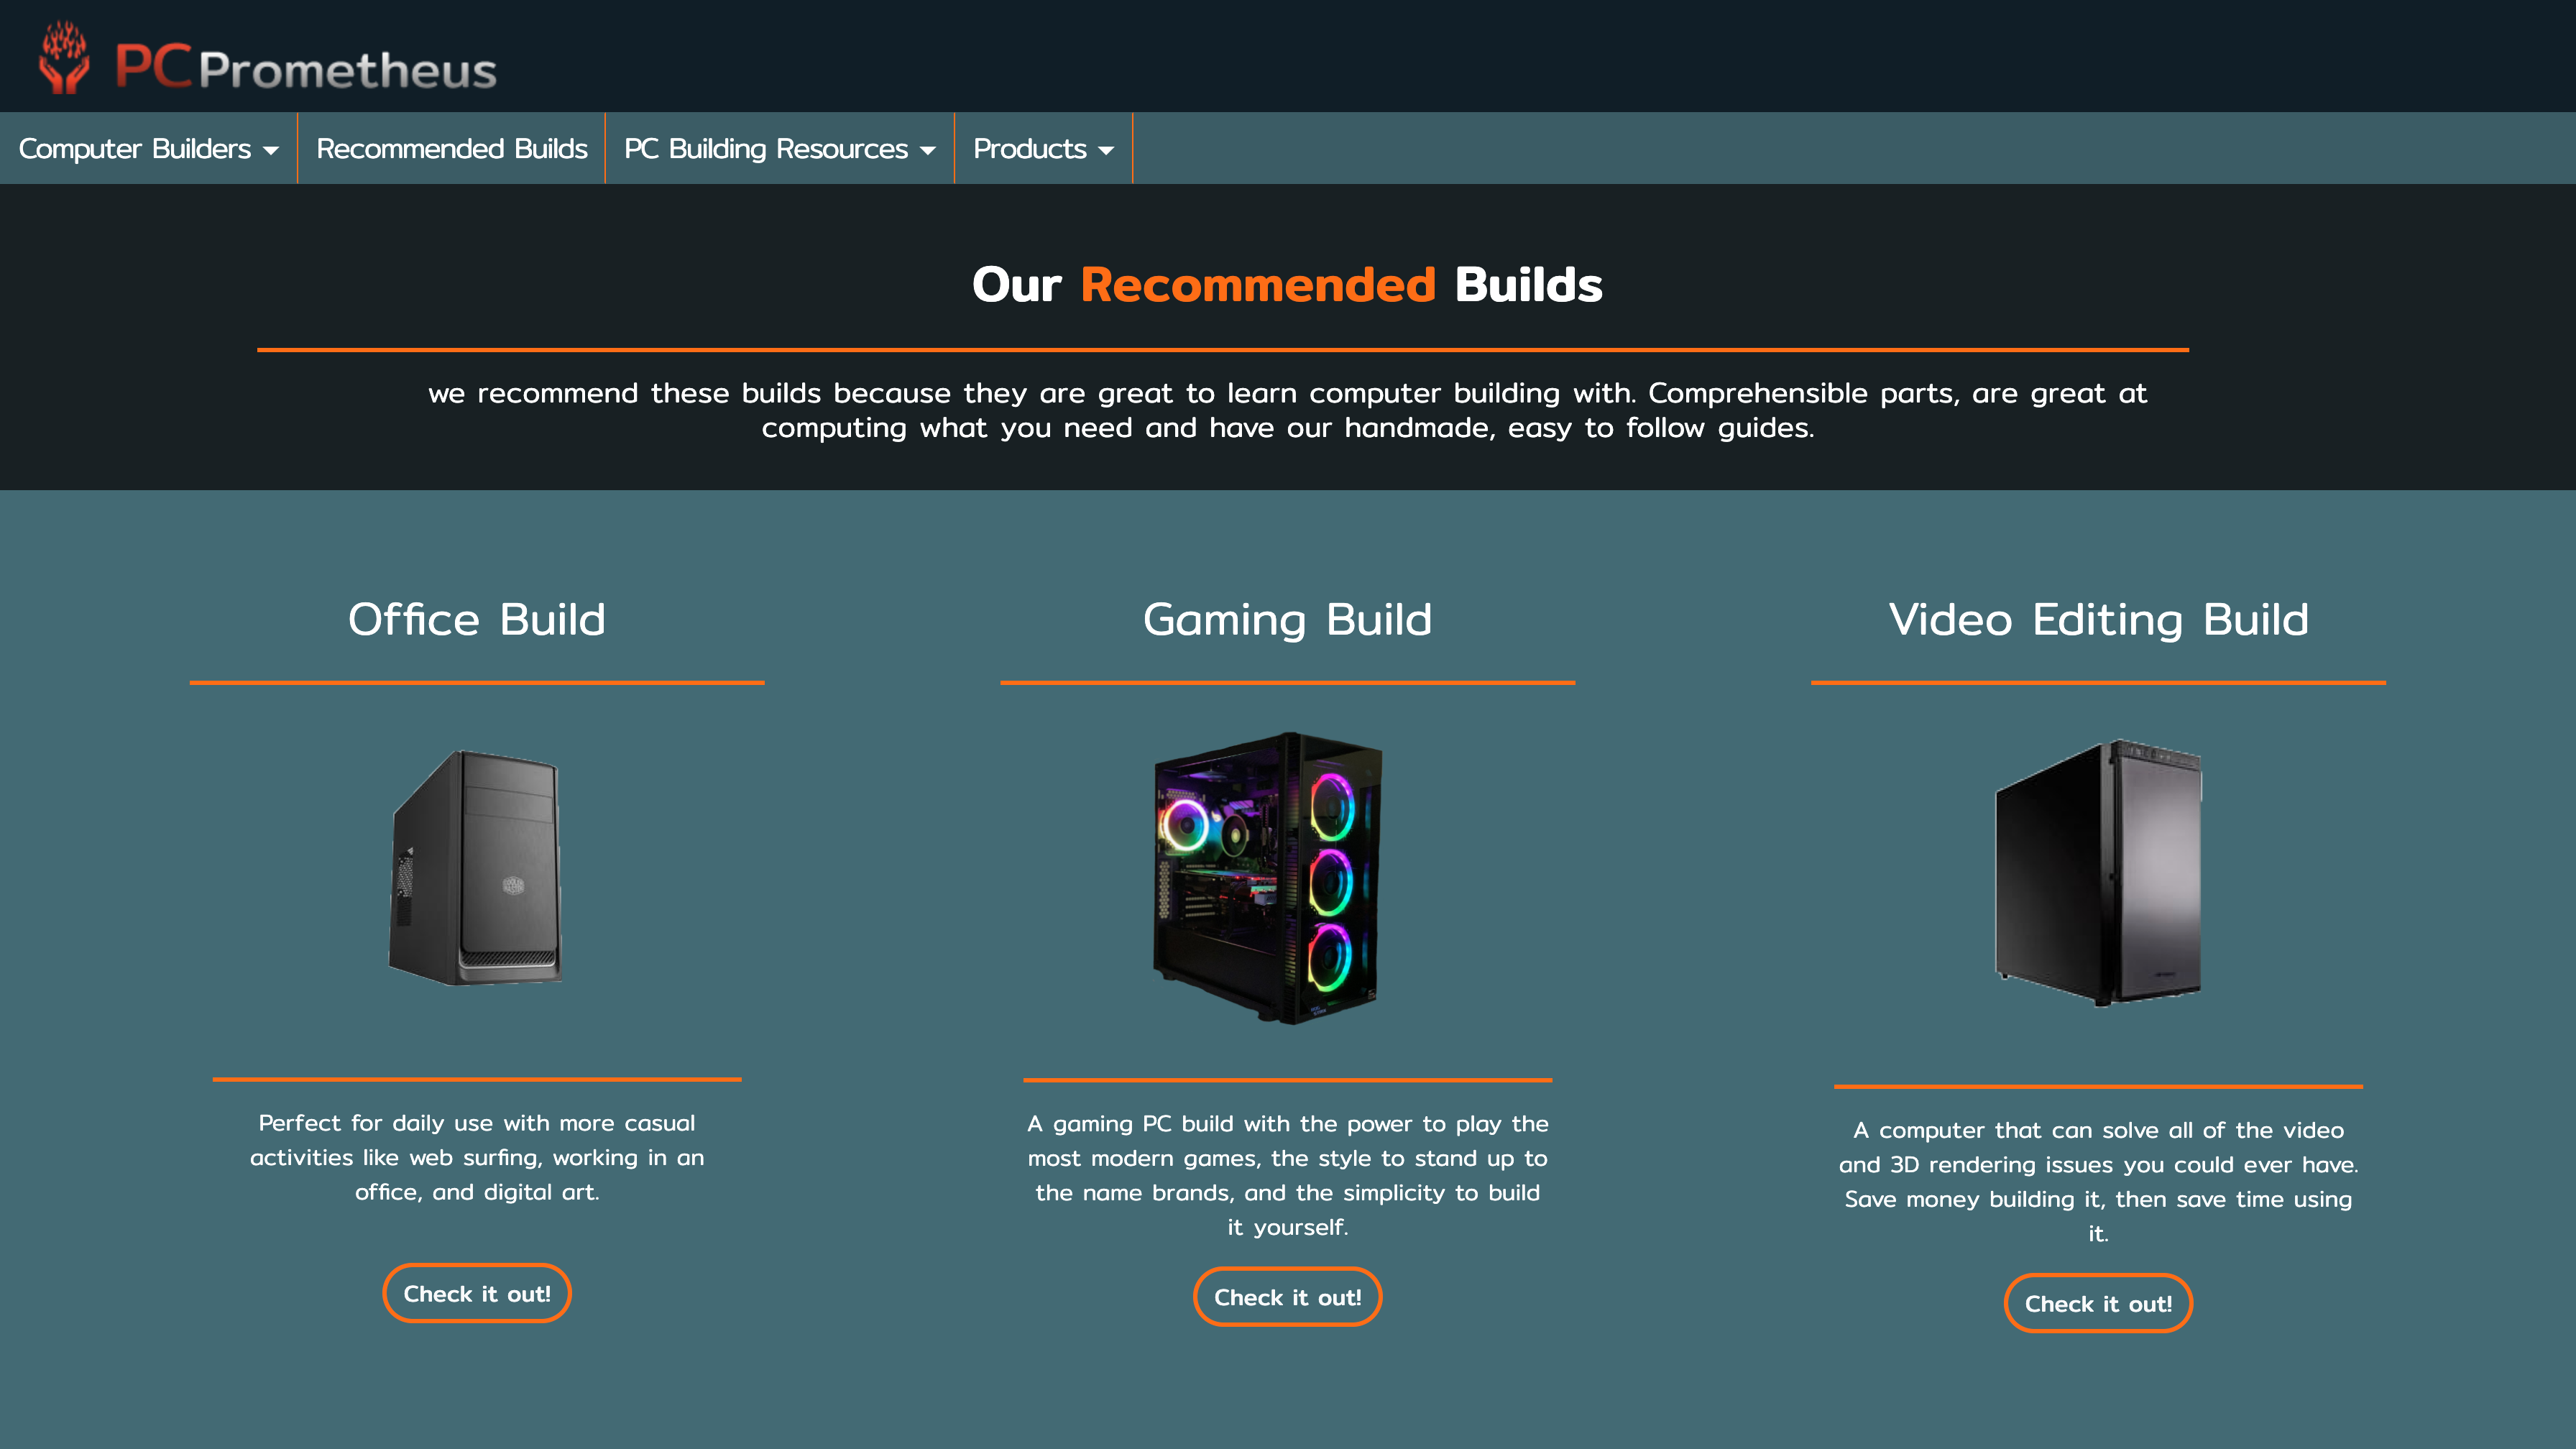 PC Prometheus
Computer Builders
Recommended Builds
PC Building Resources
Products
Our Recommended Builds
we recommend these builds because they are great to learn computer building with. Comprehensible parts, are great at
computing what you need and have our handmade, easy to follow guides.
Office Build
Perfect for daily use with more casual
activities like web surfing, working in an
office, and digital art.
Check it out!
Gaming Build
A gaming PC build with the power to play the
most modern games, the style to stand up to
the name brands, and the simplicity to build
it yourself.
Check it out!
Video Editing Build
A computer that can solve all of the video
and 3D rendering issues you could ever have.
Save money building it, then save time using
it.
Check it out!